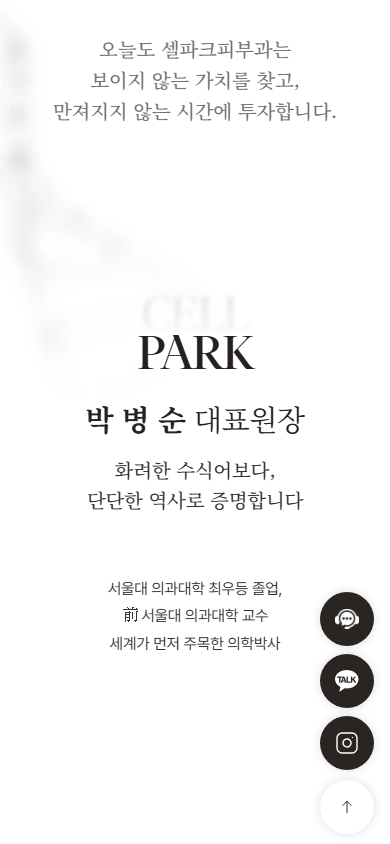 오늘도 셀파크피부과는
보이지 않는 가치를 찾고,
만져지지 않는 시간에 투자합니다.
CELL
PARK
박병순 대표원장
화려한 수식어보다,
단단한 역사로 증명합니다
서울대 의과대학 최우등 졸업,
前 서울대 의과대학 교수
세계가 먼저 주목한 의학박사
TALK